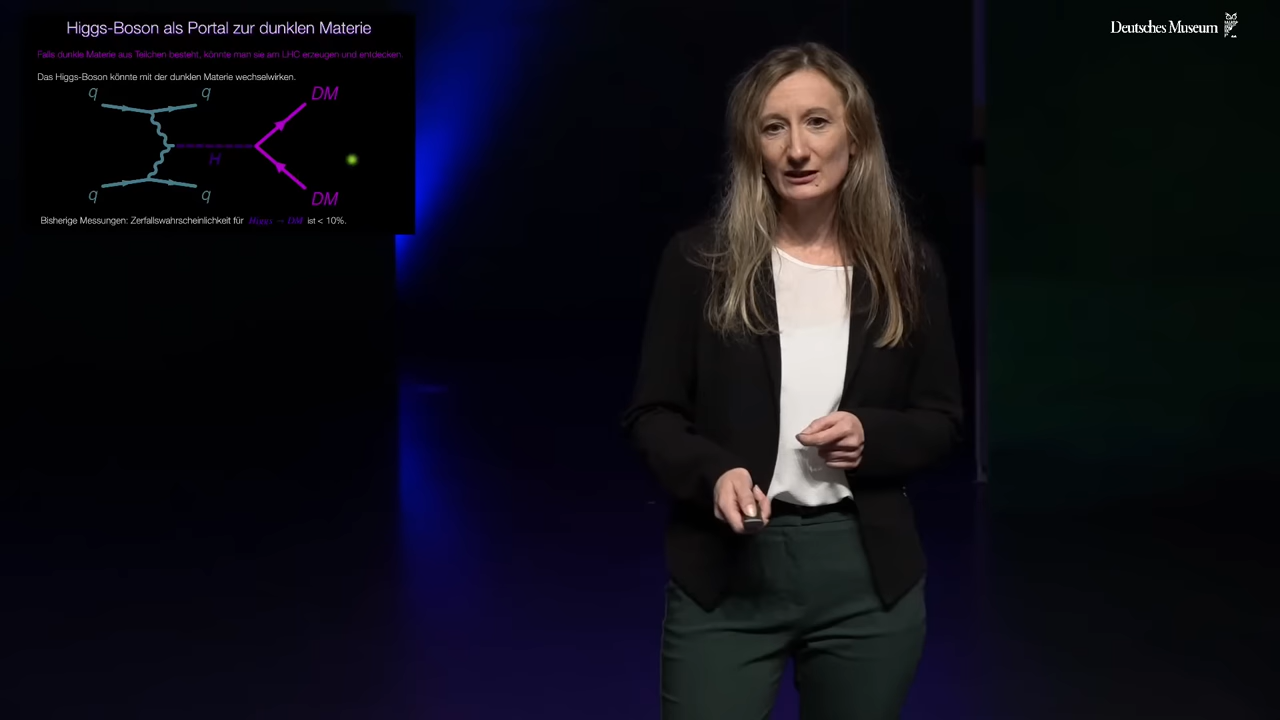 Higgs-Boson als Portal zur dunklen Materie
Falls dunkle Materie aus Teilchen besteht, könnte man sie am LHC erzeugen und entdecken.
Das Higgs-Boson könnte mit der dunklen Materie wechselwirken.
q q DM
H
q q DM
Bisherige Messungen: Zerfallswahrscheinlichkeit für Higgs → DM ist < 10%.
Deutsches Museum